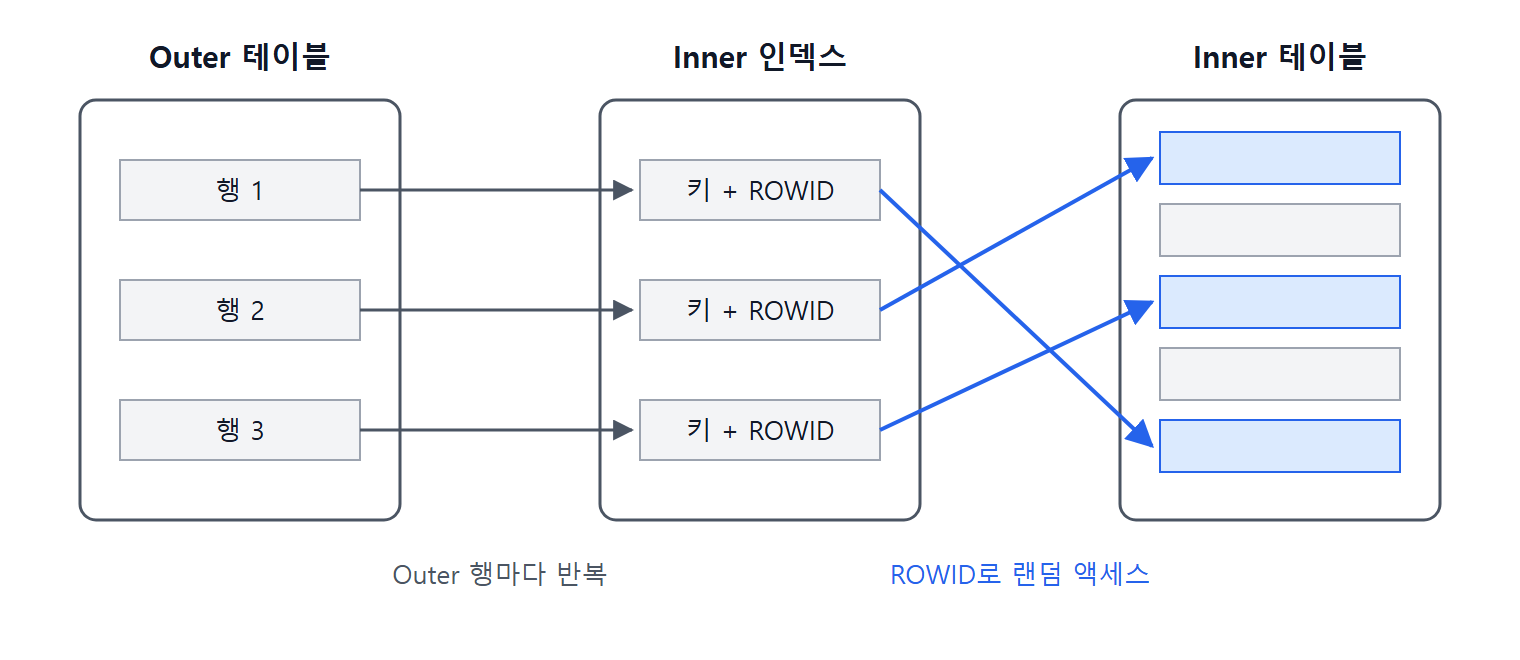 Outer 테이블
Inner 인덱스
Inner 테이블
행 1
키 + ROWID
행 2
키 + ROWID
행 3
키 + ROWID
Outer 행마다 반복
ROWID로 랜덤 액세스